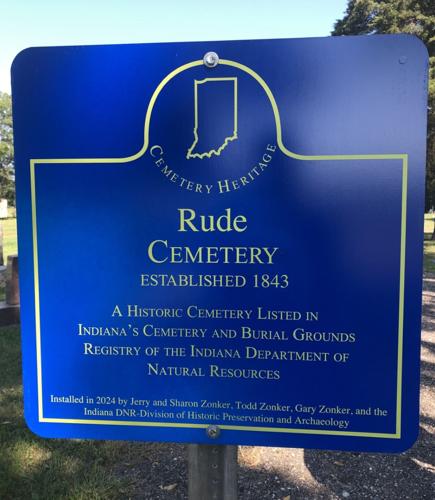 CEMETERY HERITAGE
Rude
CEMETERY
ESTABLISHED 1843
A HISTORIC CEMETERY LISTED IN
INDIANA'S CEMETERY AND BURIAL GROUNDS
REGISTRY OF THE INDIANA DEPARTMENT OF
NATURAL RESOURCES
Installed in 2024 by Jerry and Sharon Zonker, Todd Zonker, Gary Zonker, and the
Indiana DNR-Division of Historic Preservation and Archaeology